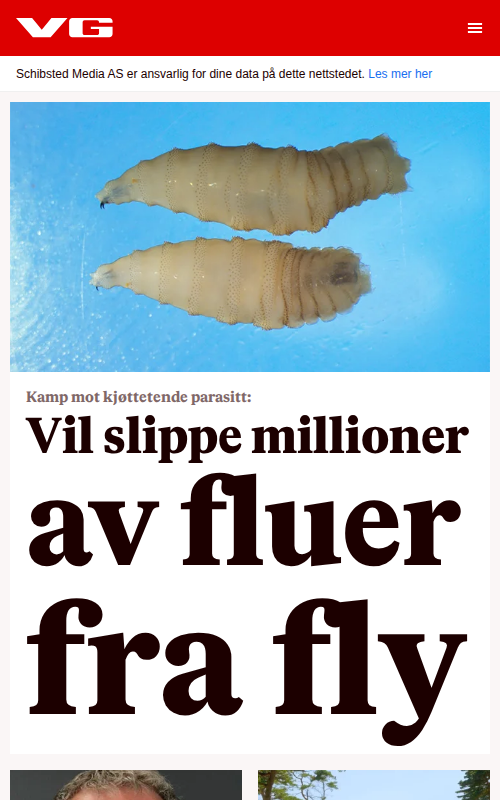 VG
Schibsted Media AS er ansvarlig for dine data på dette nettstedet. Les mer her
Kamp mot kjøttetende parasitt:
Vil slippe millioner
av fluer
fra fly